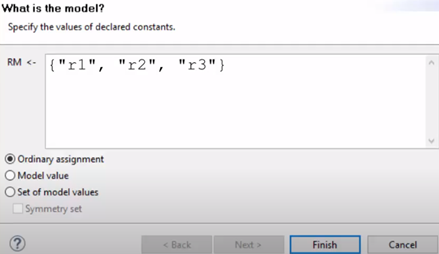 What is the model?
Specify the values of declared constants.
RM <- {"r1", "r2", "r3"}
Ordinary assignment
Model value
Set of model values
Symmetry set
? < Back Next > Finish Cancel